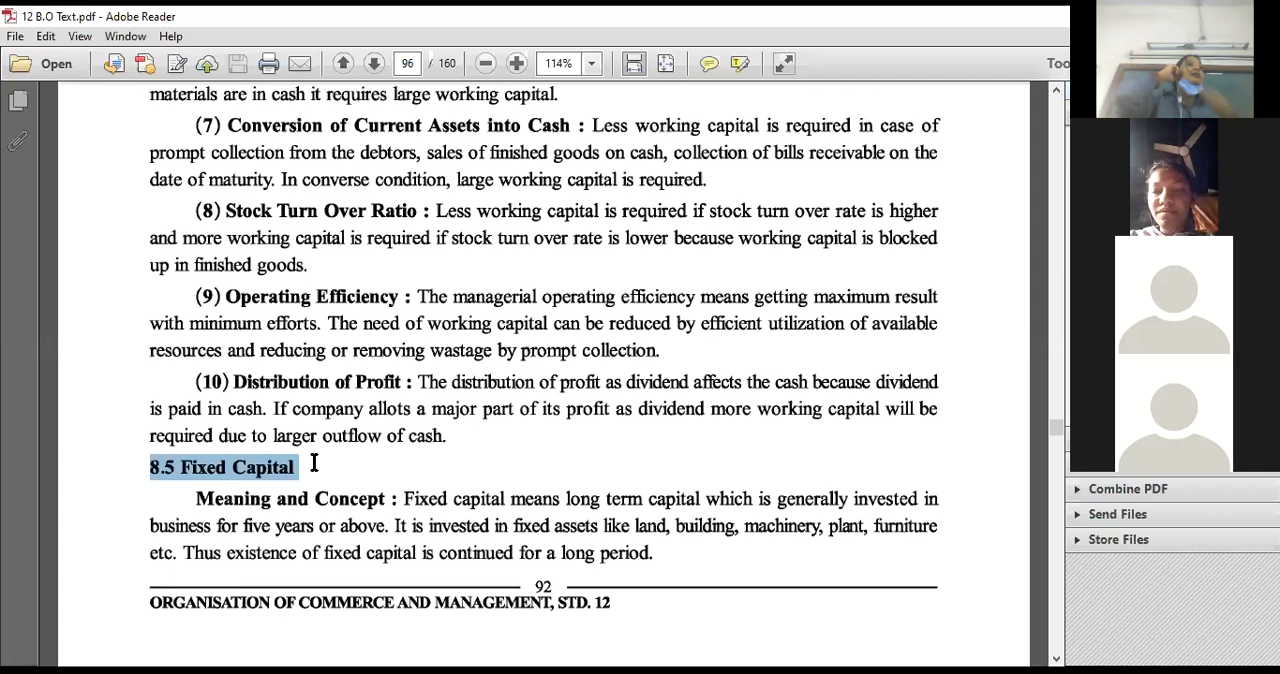 12 B.O Text.pdf - Adobe Reader
File Edit View Window Help
Open 96 / 160 114% Too
materials are in cash it requires large working capital.
(7) Conversion of Current Assets into Cash : Less working capital is required in case of
prompt collection from the debtors, sales of finished goods on cash, collection of bills receivable on the
date of maturity. In converse condition, large working capital is required.
(8) Stock Turn Over Ratio : Less working capital is required if stock turn over rate is higher
and more working capital is required if stock turn over rate is lower because working capital is blocked
up in finished goods.
(9) Operating Efficiency : The managerial operating efficiency means getting maximum result
with minimum efforts. The need of working capital can be reduced by efficient utilization of available
resources and reducing or removing wastage by prompt collection.
(10) Distribution of Profit : The distribution of profit as dividend affects the cash because dividend
is paid in cash. If company allots a major part of its profit as dividend more working capital will be
required due to larger outflow of cash.
8.5 Fixed Capital
Meaning and Concept : Fixed capital means long term capital which is generally invested in
business for five years or above. It is invested in fixed assets like land, building, machinery, plant, furniture
etc. Thus existence of fixed capital is continued for a long period.
92
ORGANISATION OF COMMERCE AND MANAGEMENT, STD. 12
Combine PDF
Send Files
Store Files